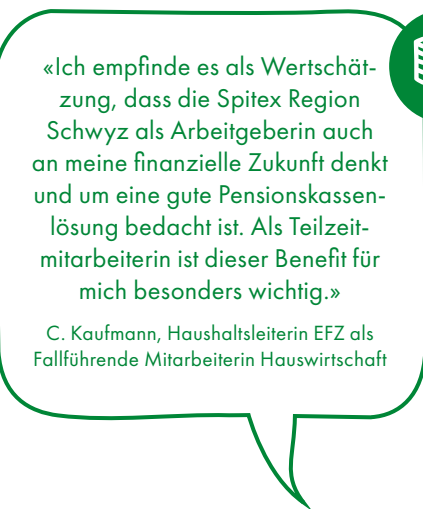 «Ich empfinde es als Wertschät-
zung, dass die Spitex Region
Schwyz als Arbeitgeberin auch
an meine finanzielle Zukunft denkt
und um eine gute Pensionskassen-
lösung bedacht ist. Als Teilzeit-
mitarbeiterin ist dieser Benefit für
mich besonders wichtig.»
C. Kaufmann, Haushaltsleiterin EFZ als
Fallführende Mitarbeiterin Hauswirtschaft